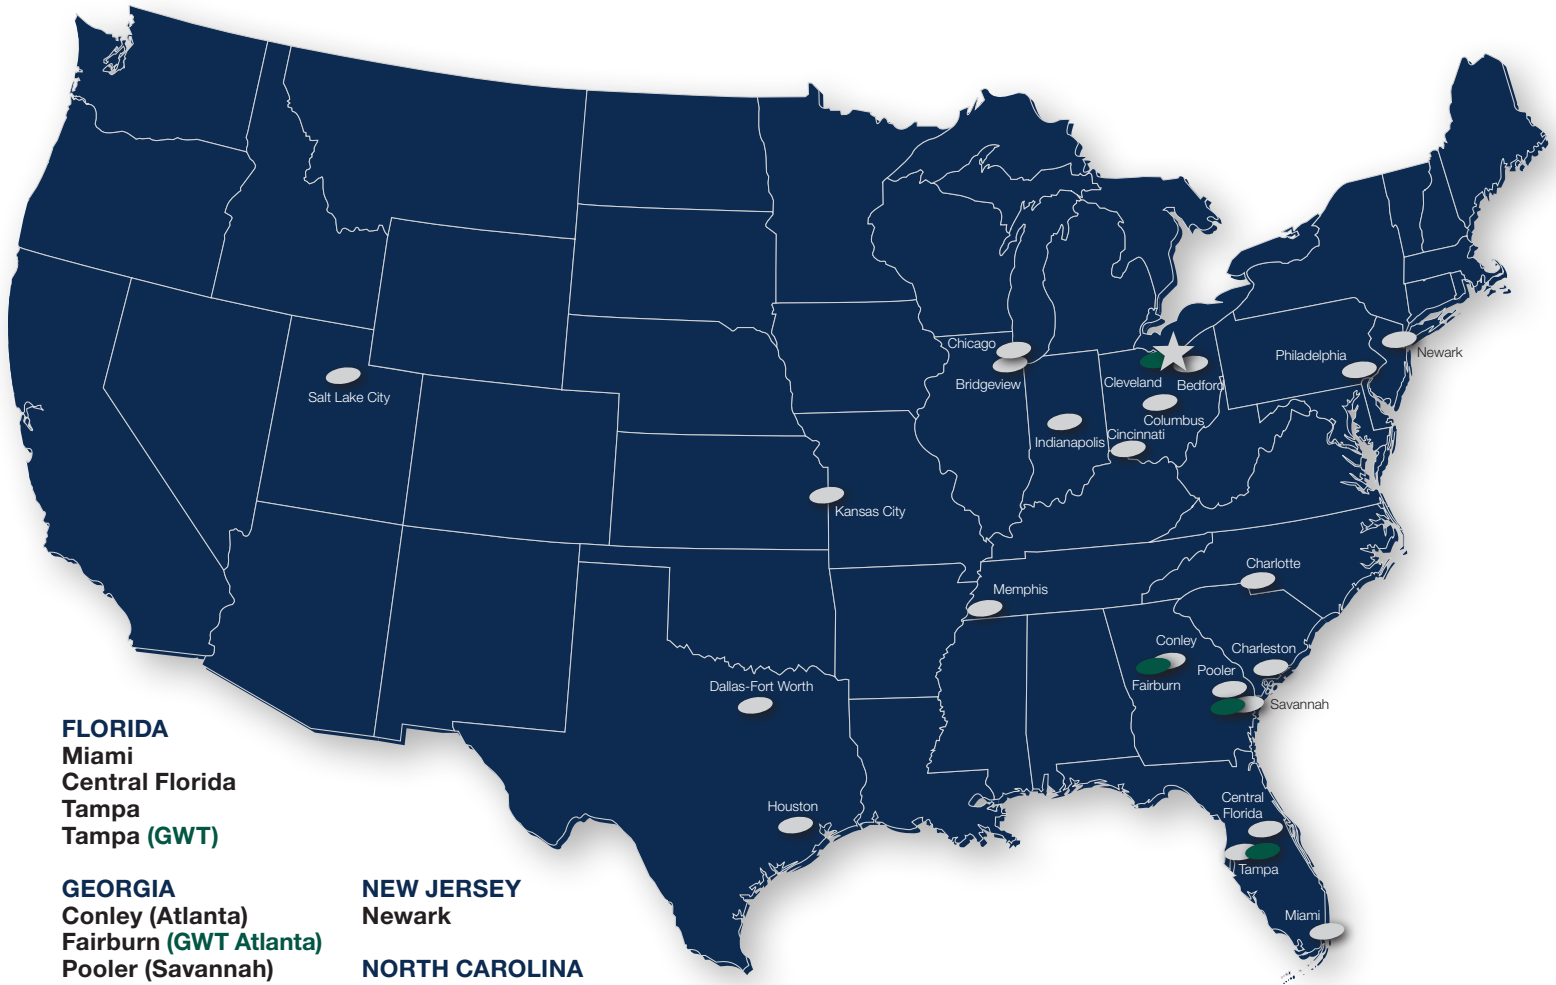 Chicago
Bridgeview
Cleveland
Bedford
Philadelphia
Newark
Salt Lake City
Columbus
Indianapolis
Cincinnati
Kansas City
Charlotte
Memphis
Conley
Charleston
Fairburn
Pooler
Savannah
Dallas-Fort Worth
Houston
Central
Florida
Tampa
Miami
FLORIDA
Miami
Central Florida
Tampa
Tampa (GWT)
GEORGIA
Conley (Atlanta)
Fairburn (GWT Atlanta)
Pooler (Savannah)
NEW JERSEY
Newark
NORTH CAROLINA